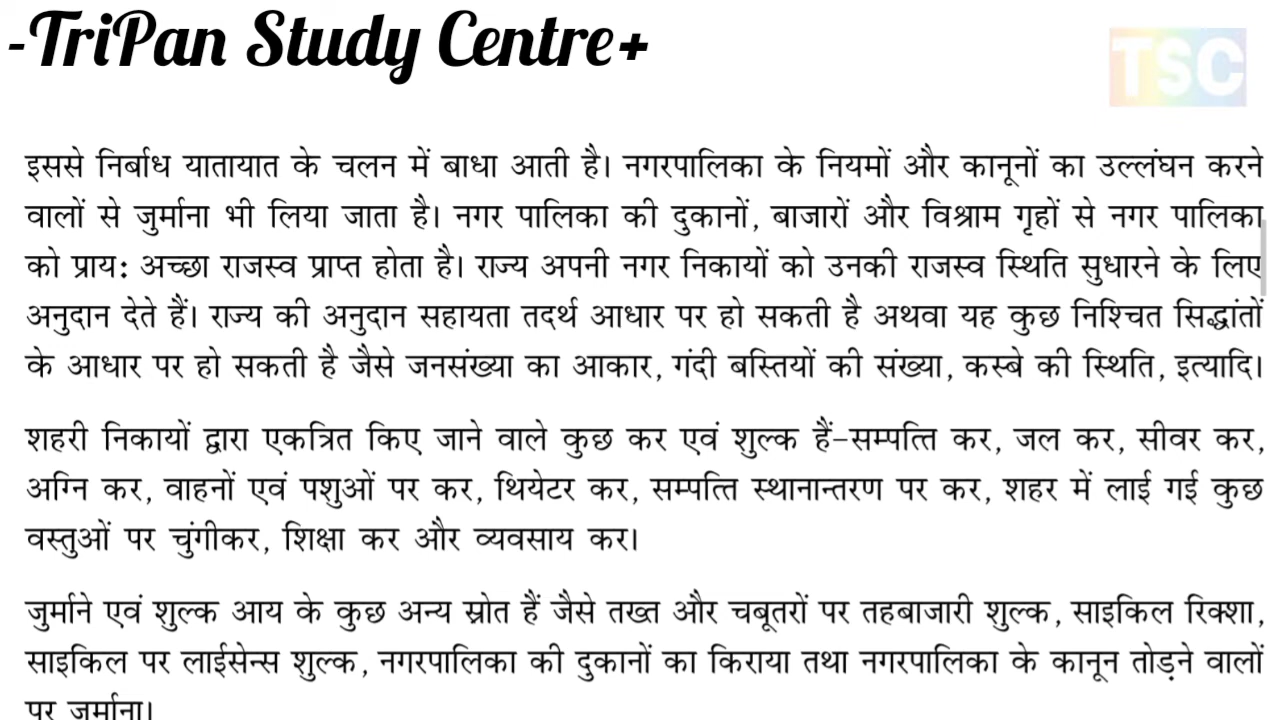 -TriPan Study Centre+
TSC
इससे निर्बाध यातायात के चलन में बाधा आती है। नगरपालिका के नियमों और कानूनों का उल्लंघन करने
वालों से जुर्माना भी लिया जाता है। नगर पालिका की दुकानों, बाजारों और विश्राम गृहों से नगर पालिका
को प्राय: अच्छा राजस्व प्राप्त होता है। राज्य अपनी नगर निकायों को उनकी राजस्व स्थिति सुधारने के लिए
अनुदान देते हैं। राज्य की अनुदान सहायता तदर्थ आधार पर हो सकती है अथवा यह कुछ निश्चित सिद्धांतों
के आधार पर हो सकती है जैसे जनसंख्या का आकार, गंदी बस्तियों की संख्या, कस्बे की स्थिति, इत्यादि।
शहरी निकायों द्वारा एकत्रित किए जाने वाले कुछ कर एवं शुल्क हैं–सम्पत्ति कर, जल कर, सीवर कर,
अग्नि कर, वाहनों एवं पशुओं पर कर, थियेटर कर, सम्पत्ति स्थानान्तरण पर कर, शहर में लाई गई कुछ
वस्तुओं पर चुंगीकर, शिक्षा कर और व्यवसाय कर।
जुर्माने एवं शुल्क आय के कुछ अन्य स्रोत हैं जैसे तख्त और चबूतरों पर तहबाजारी शुल्क, साइकिल रिक्शा,
साइकिल पर लाईसेन्स शुल्क, नगरपालिका की दुकानों का किराया तथा नगरपालिका के कानून तोड़ने वालों
पर जुर्माना।